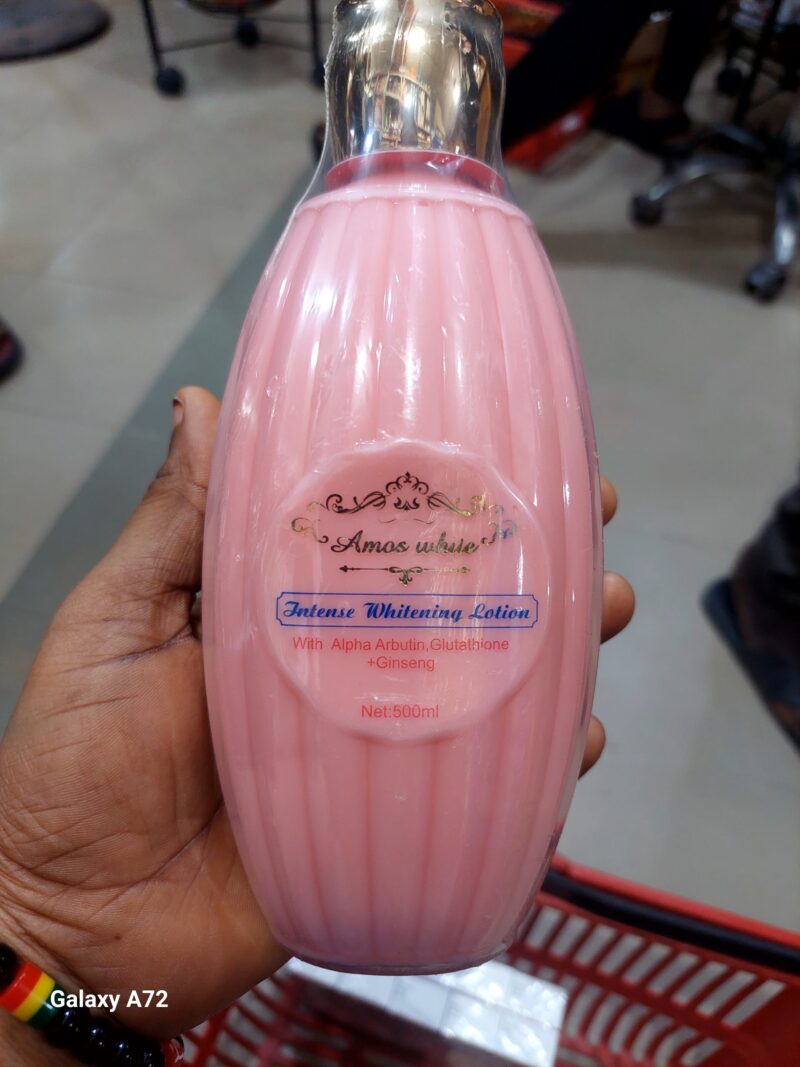 Amos white
Intense Whitening Lotion
With Alpha Arbutin,Glutathione
+Ginseng
Net:500ml
Galaxy A72